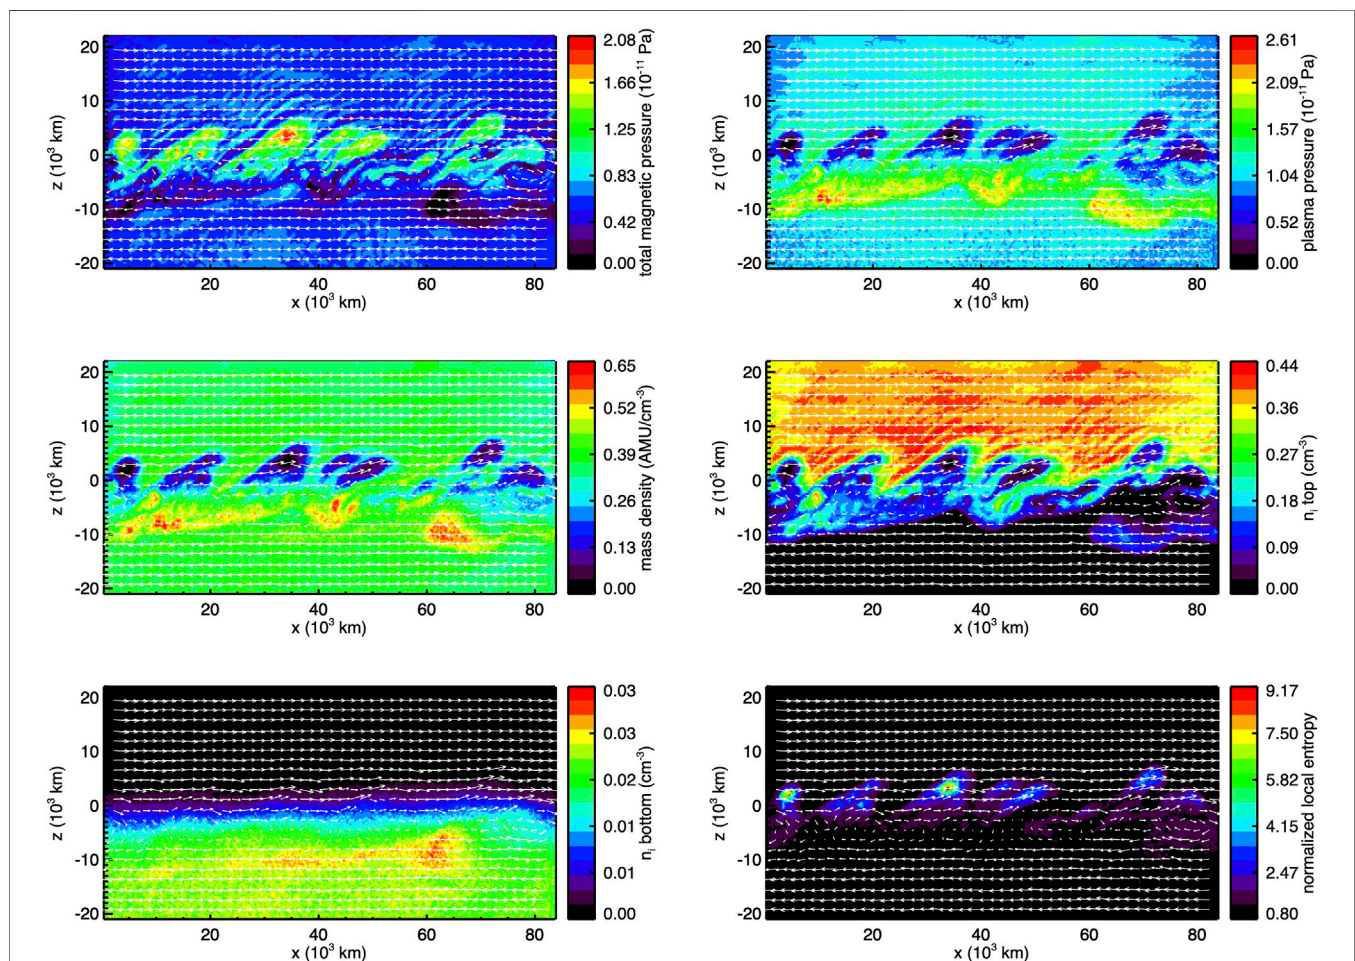 20
10
0
-10
-20
z (10³ km)
20 40 60 80
x (10³ km)
2.08
1.66
1.25
0.83
0.42
0.00
total magnetic pressure (10⁻¹¹ Pa)
20
10
0
-10
-20
z (10³ km)
20 40 60 80
x (10³ km)
2.61
2.09
1.57
1.04
0.52
0.00
plasma pressure (10⁻¹¹ Pa)
20
10
0
-10
-20
z (10³ km)
20 40 60 80
x (10³ km)
0.65
0.52
0.39
0.26
0.13
0.00
mass density (AMU/cm⁻³)
20
10
0
-10
-20
z (10³ km)
20 40 60 80
x (10³ km)
0.44
0.36
0.27
0.18
0.09
0.00
nᵢ top (cm⁻³)
20
10
0
-10
-20
z (10³ km)
20 40 60 80
x (10³ km)
0.03
0.03
0.02
0.01
0.01
0.00
nᵢ bottom (cm⁻³)
20
10
0
-10
-20
z (10³ km)
20 40 60 80
x (10³ km)
9.17
7.50
5.82
4.15
2.47
0.80
normalized local entropy